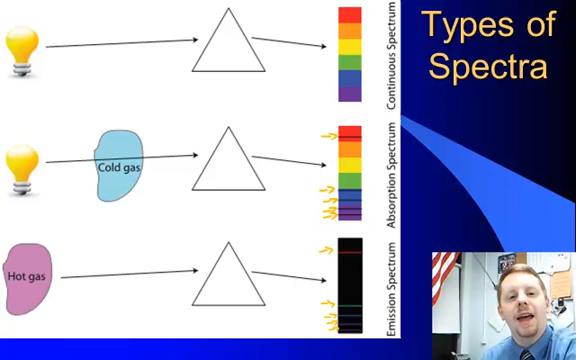 Types of
Spectra
Continuous Spectrum
Cold gas
Absorption Spectrum
Hot gas
Emission Spectrum